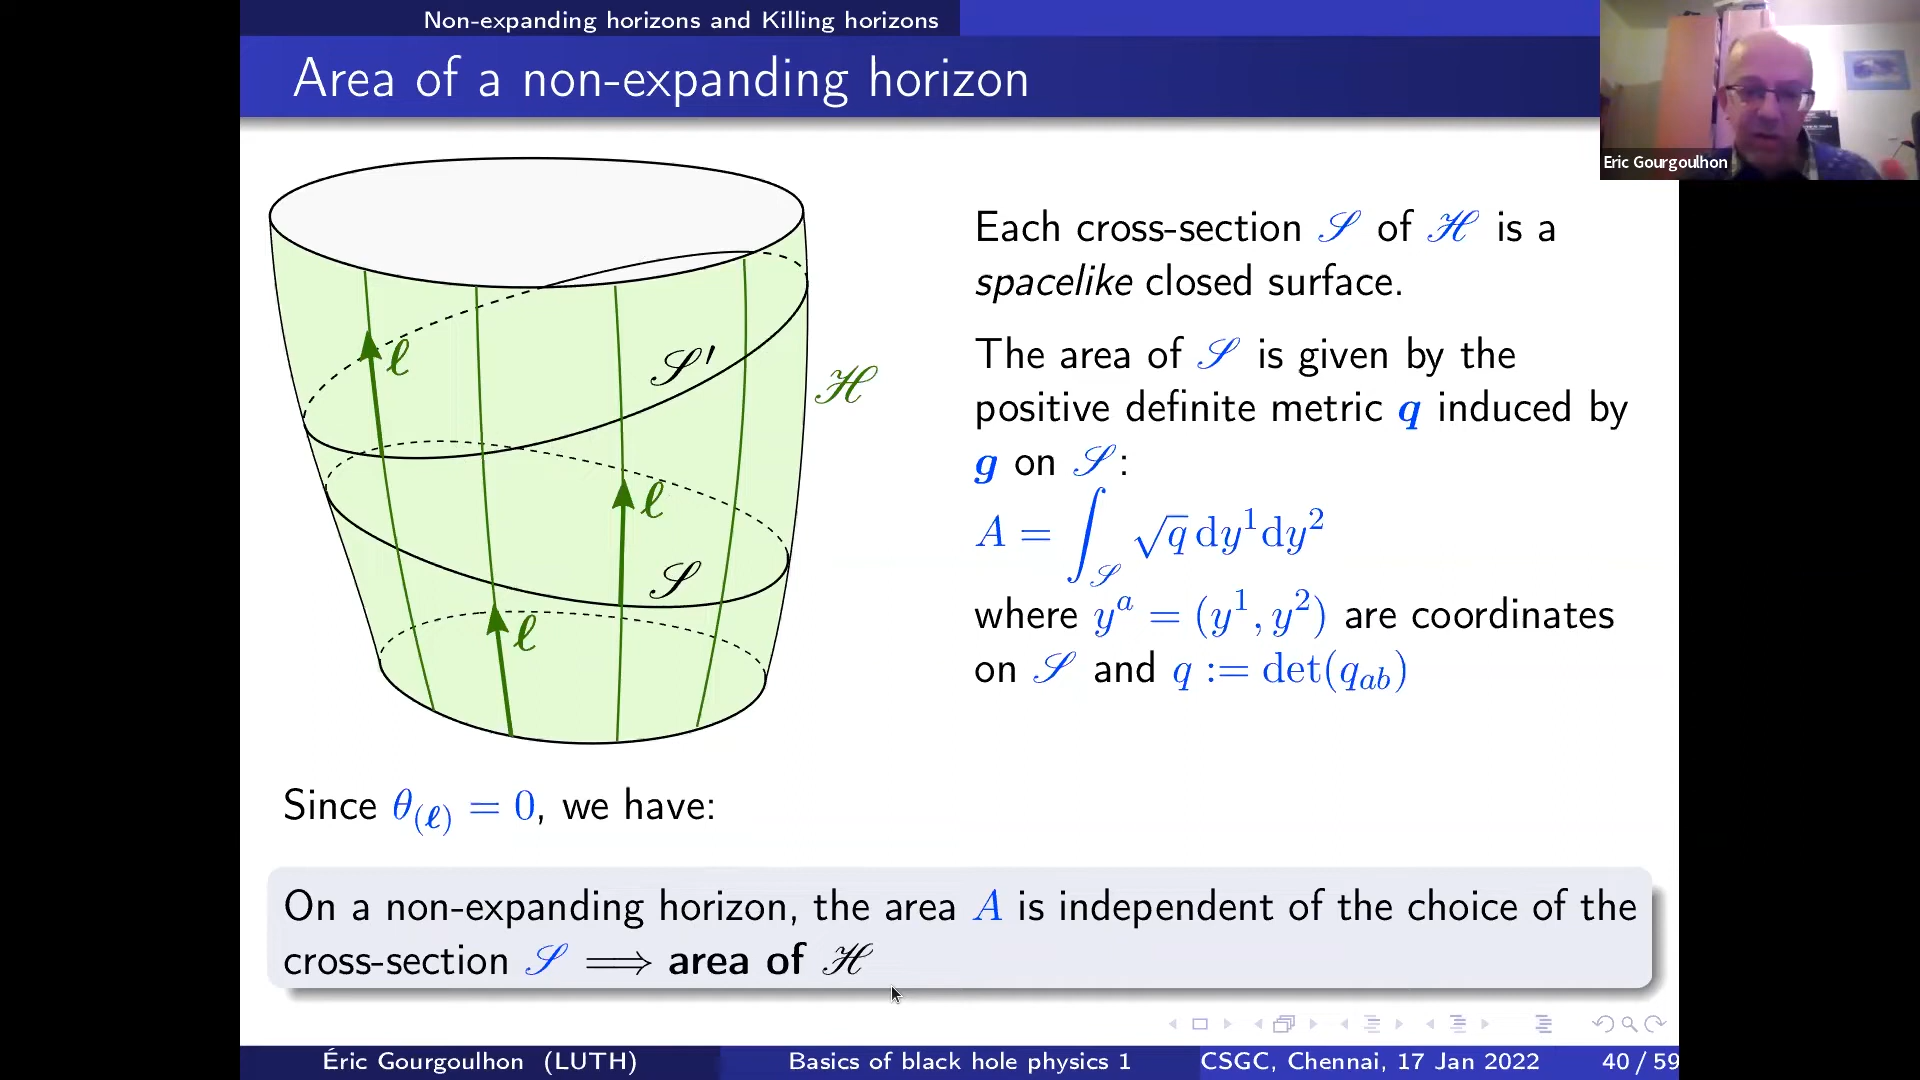 Non-expanding horizons and Killing horizons
Area of a non-expanding horizon
Eric Gourgoulhon
ℓ
𝒮′
ℋ
ℓ
𝒮
ℓ
Each cross-section 𝒮 of ℋ is a
spacelike closed surface.
The area of 𝒮 is given by the
positive definite metric q induced by
g on 𝒮:
A = ∫_𝒮 √q dy¹dy²
where yᵃ = (y¹, y²) are coordinates
on 𝒮 and q := det(q_{ab})
Since θ_{(ℓ)} = 0, we have:
On a non-expanding horizon, the area A is independent of the choice of the
cross-section 𝒮 ⟹ area of ℋ
Éric Gourgoulhon (LUTH) Basics of black hole physics 1 CSGC, Chennai, 17 Jan 2022 40 / 59